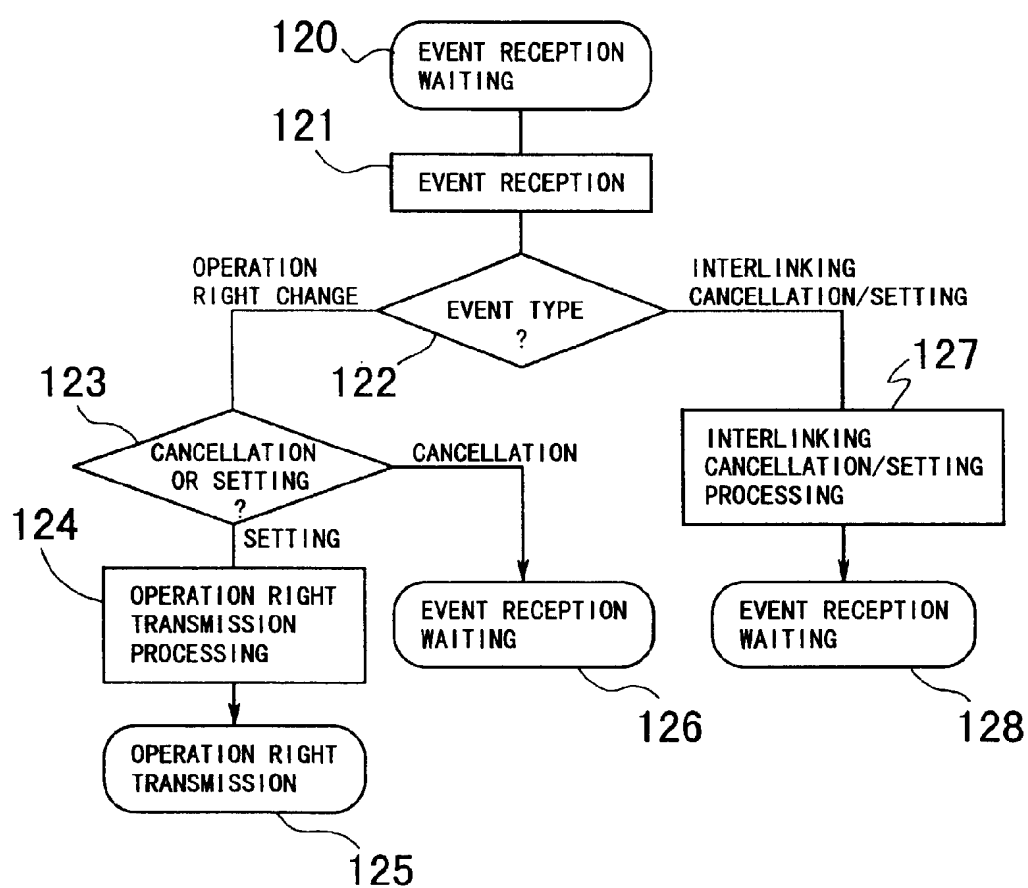 120
EVENT RECEPTION
WAITING
121
EVENT RECEPTION
OPERATION
RIGHT CHANGE
INTERLINKING
CANCELLATION/SETTING
EVENT TYPE
?
122
127
123
CANCELLATION
OR SETTING
?
CANCELLATION
INTERLINKING
CANCELLATION/SETTING
PROCESSING
124
SETTING
OPERATION RIGHT
TRANSMISSION
PROCESSING
EVENT RECEPTION
WAITING
EVENT RECEPTION
WAITING
126
128
OPERATION RIGHT
TRANSMISSION
125